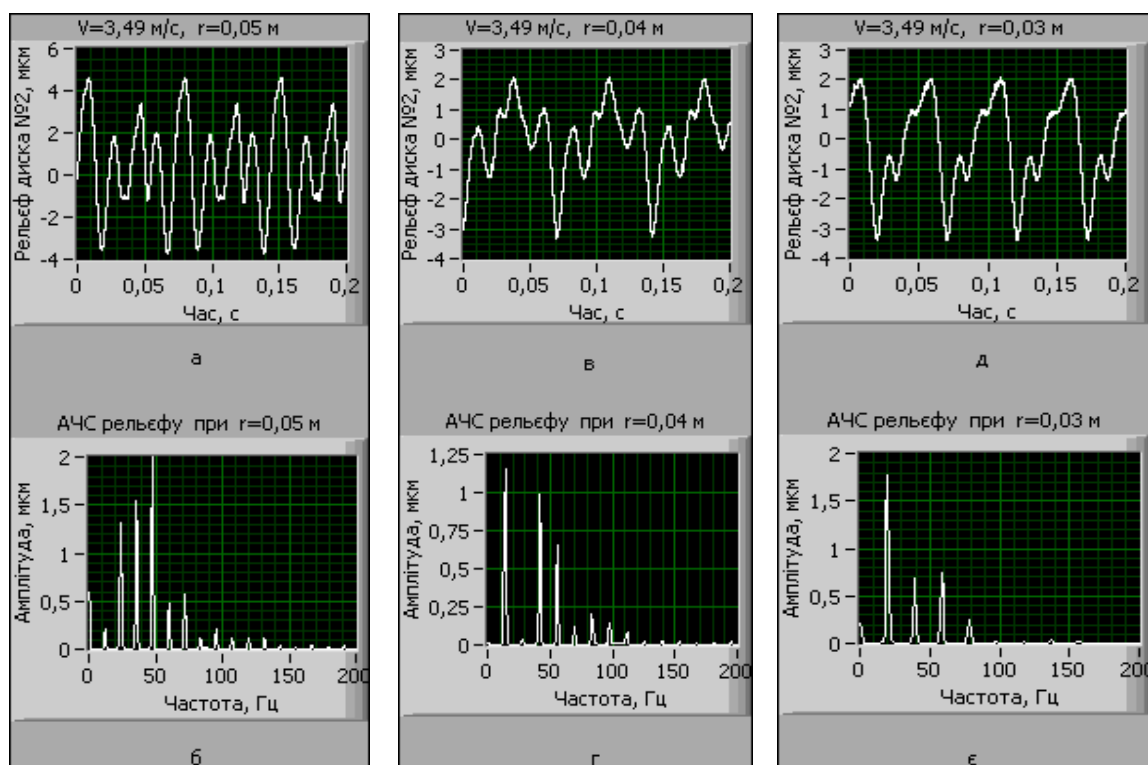 V=3,49 м/с, r=0,05 м
Рельєф диска №2, мкм
6
4
2
0
-2
-4
0 0,05 0,1 0,15 0,2
Час, с
а
АЧС рельєфу при r=0,05 м
Амплітуда, мкм
2
1,5
1
0,5
0
0 50 100 150 200
Частота, Гц
б
V=3,49 м/с, r=0,04 м
Рельєф диска №2, мкм
3
2
1
0
-1
-2
-3
-4
0 0,05 0,1 0,15 0,2
Час, с
в
АЧС рельєфу при r=0,04 м
Амплітуда, мкм
1,25
1
0,75
0,5
0,25
0
0 50 100 150 200
Частота, Гц
г
V=3,49 м/с, r=0,03 м
Рельєф диска №2, мкм
3
2
1
0
-1
-2
-3
-4
0 0,05 0,1 0,15 0,2
Час, с
д
АЧС рельєфу при r=0,03 м
Амплітуда, мкм
2
1,5
1
0,5
0
0 50 100 150 200
Частота, Гц
є